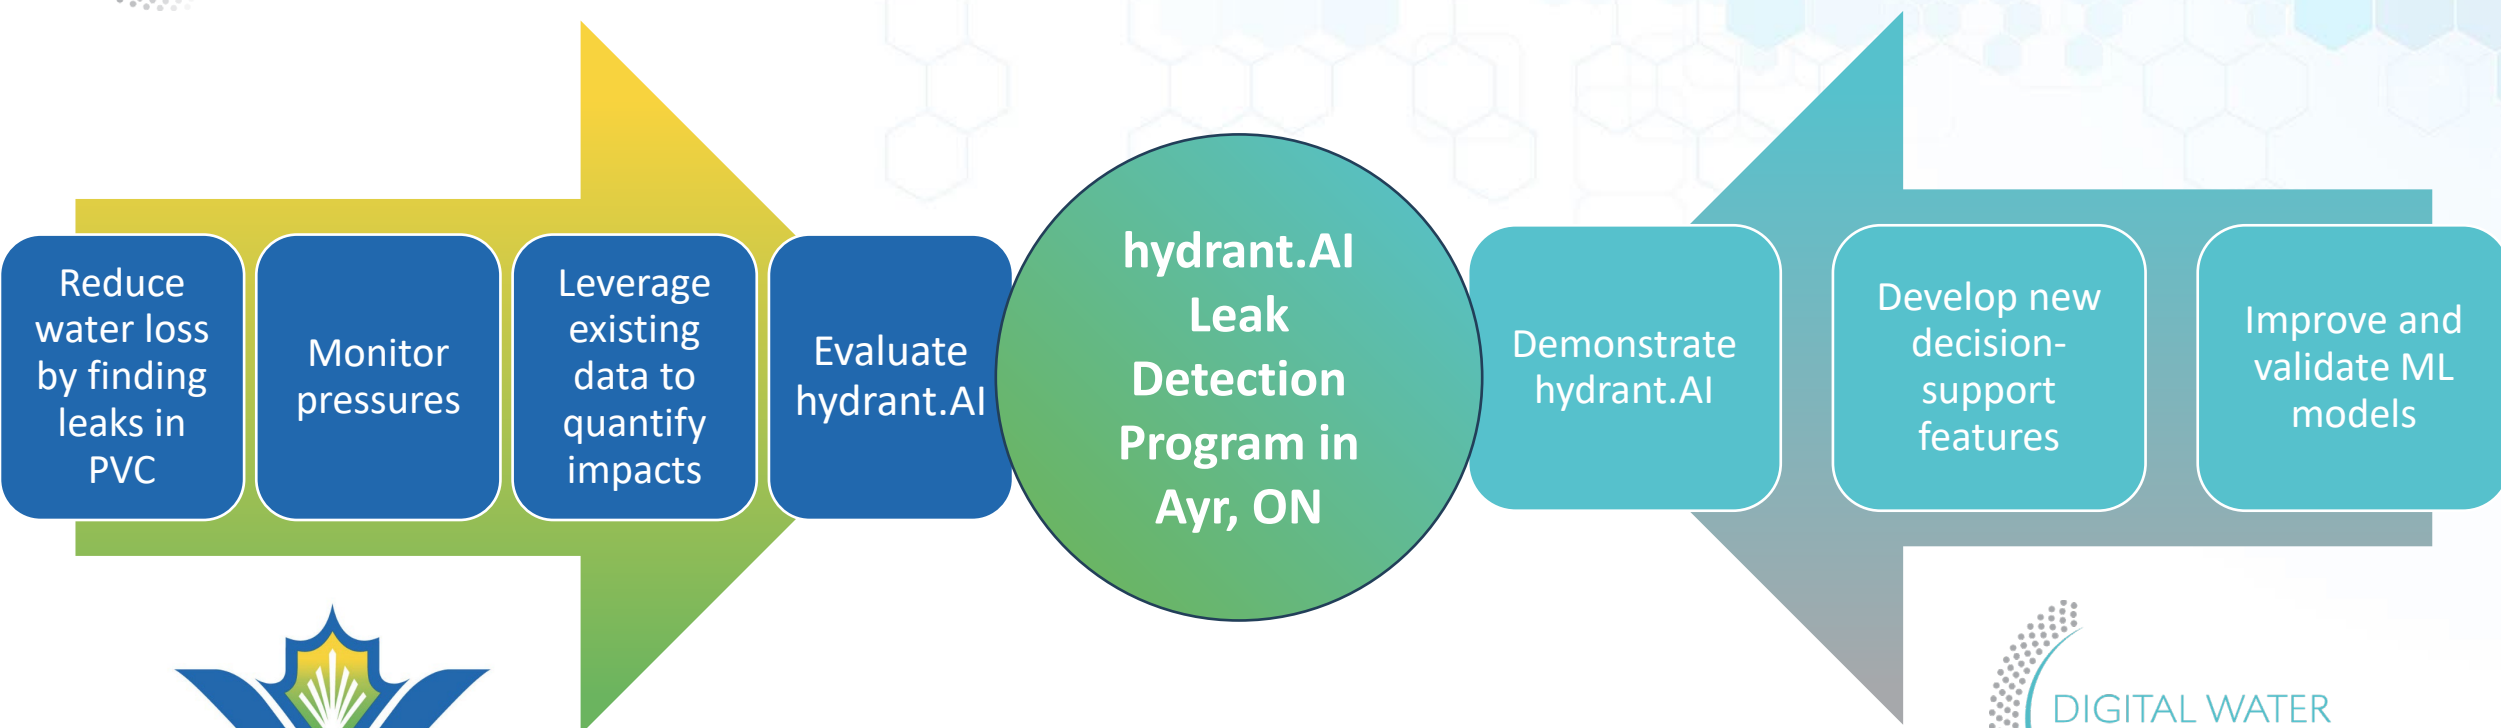 Reduce
water loss
by finding
leaks in
PVC
Monitor
pressures
Leverage
existing
data to
quantify
impacts
Evaluate
hydrant.AI
hydrant.AI
Leak
Detection
Program in
Ayr, ON
Demonstrate
hydrant.AI
Develop new
decision-
support
features
Improve and
validate ML
models
DIGITAL WATER